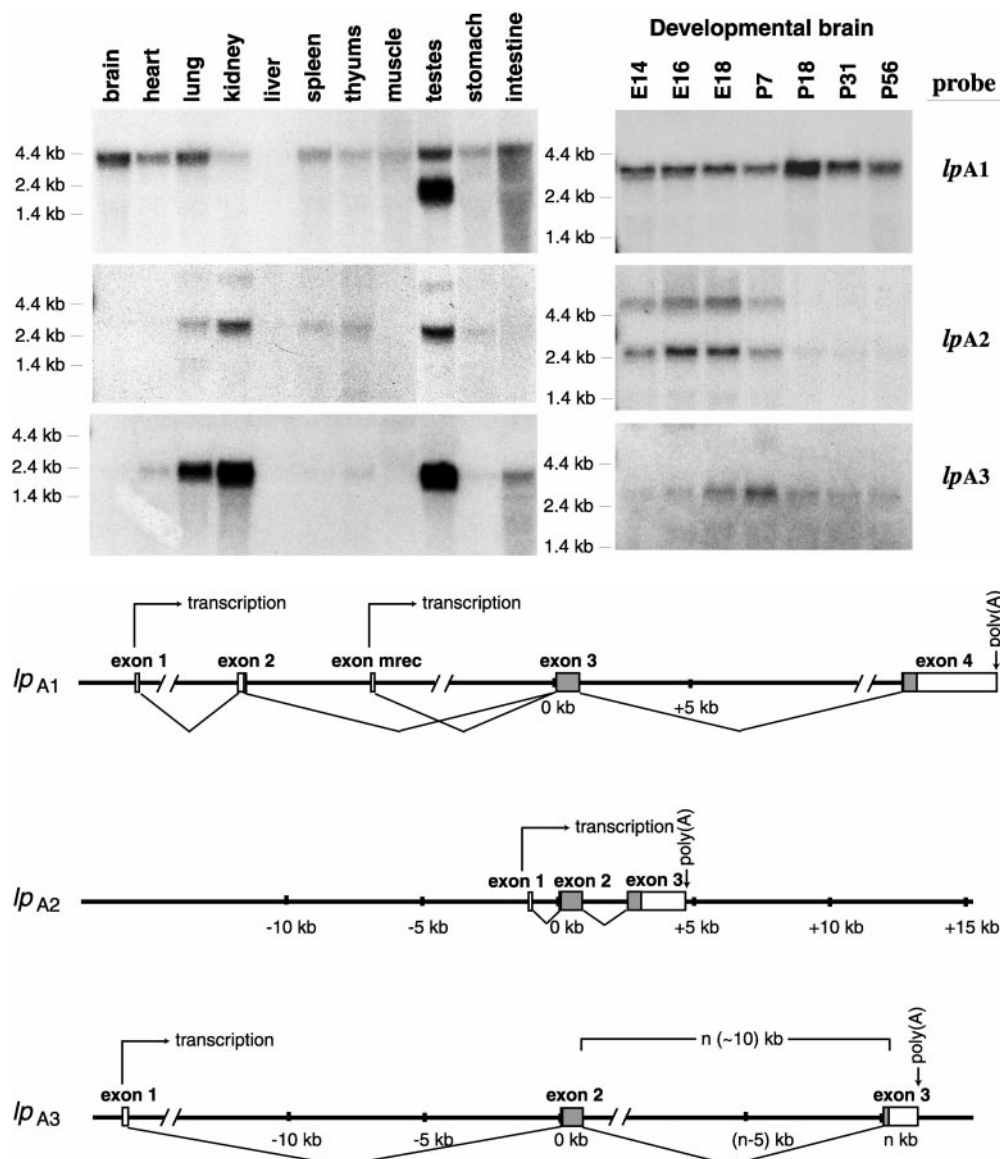 brain heart lung kidney liver spleen thyums muscle testes stomach intestine
4.4 kb
2.4 kb
1.4 kb
4.4 kb
2.4 kb
1.4 kb
4.4 kb
2.4 kb
1.4 kb
Developmental brain
E14 E16 E18 P7 P18 P31 P56
probe
4.4 kb
2.4 kb
1.4 kb
lpA1
4.4 kb
2.4 kb
1.4 kb
lpA2
4.4 kb
2.4 kb
1.4 kb
lpA3
transcription transcription poly(A)
exon 1 exon 2 exon mrec exon 3 exon 4
lp A1
0 kb +5 kb
transcription poly(A)
exon 1 exon 2 exon 3
lp A2
-10 kb -5 kb 0 kb +5 kb +10 kb +15 kb
transcription n (~10) kb poly(A)
exon 1 exon 2 exon 3
lp A3
-10 kb -5 kb 0 kb (n-5) kb n kb